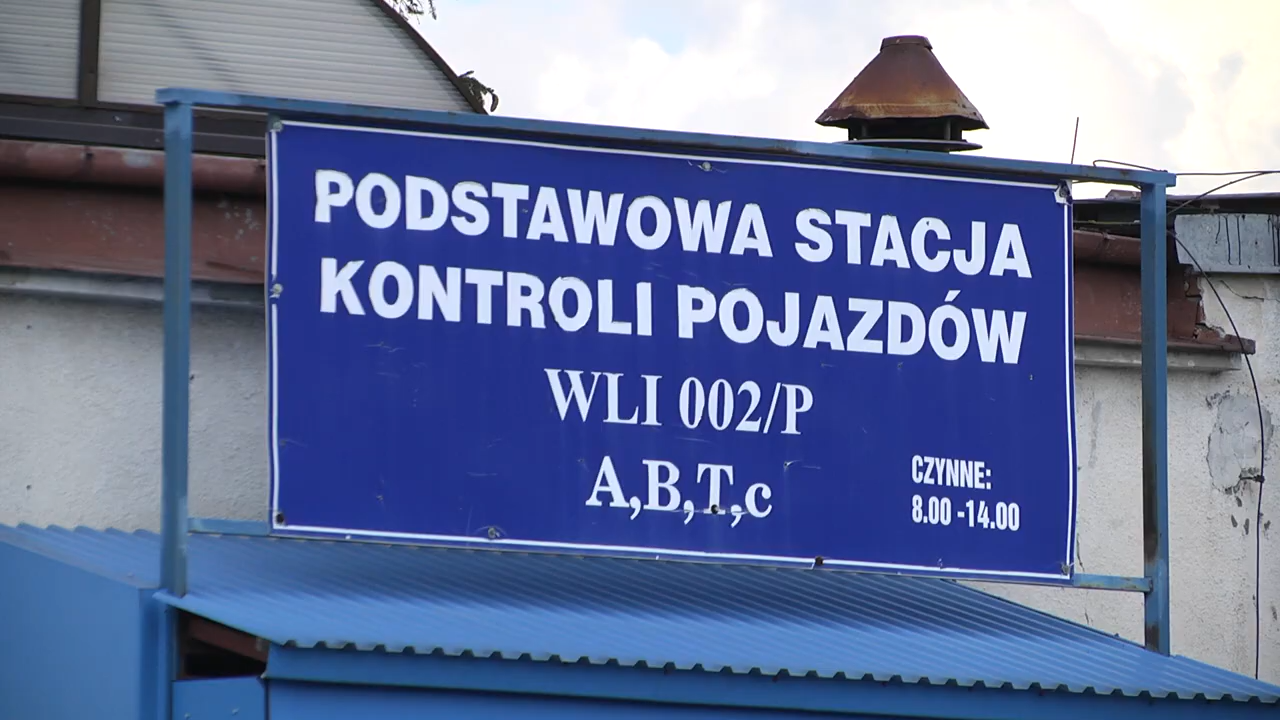 PODSTAWOWA STACJA
KONTROLI POJAZDÓW
WLI 002/P
A,B,T,c
CZYNNE:
8.00 -14.00